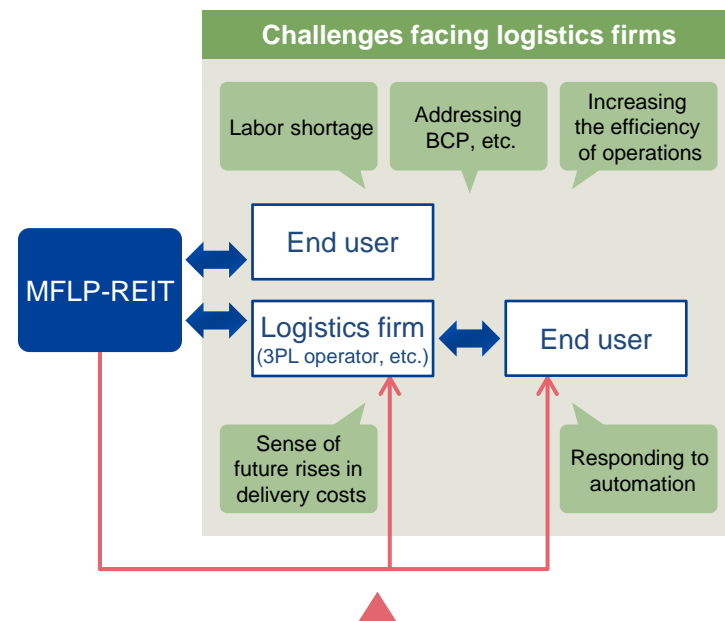 Challenges facing logistics firms
Labor shortage
Addressing
BCP, etc.
Increasing
the efficiency
of operations
MFLP-REIT
End user
Logistics firm
(3PL operator, etc.)
End user
Sense of
future rises in
delivery costs
Responding to
automation